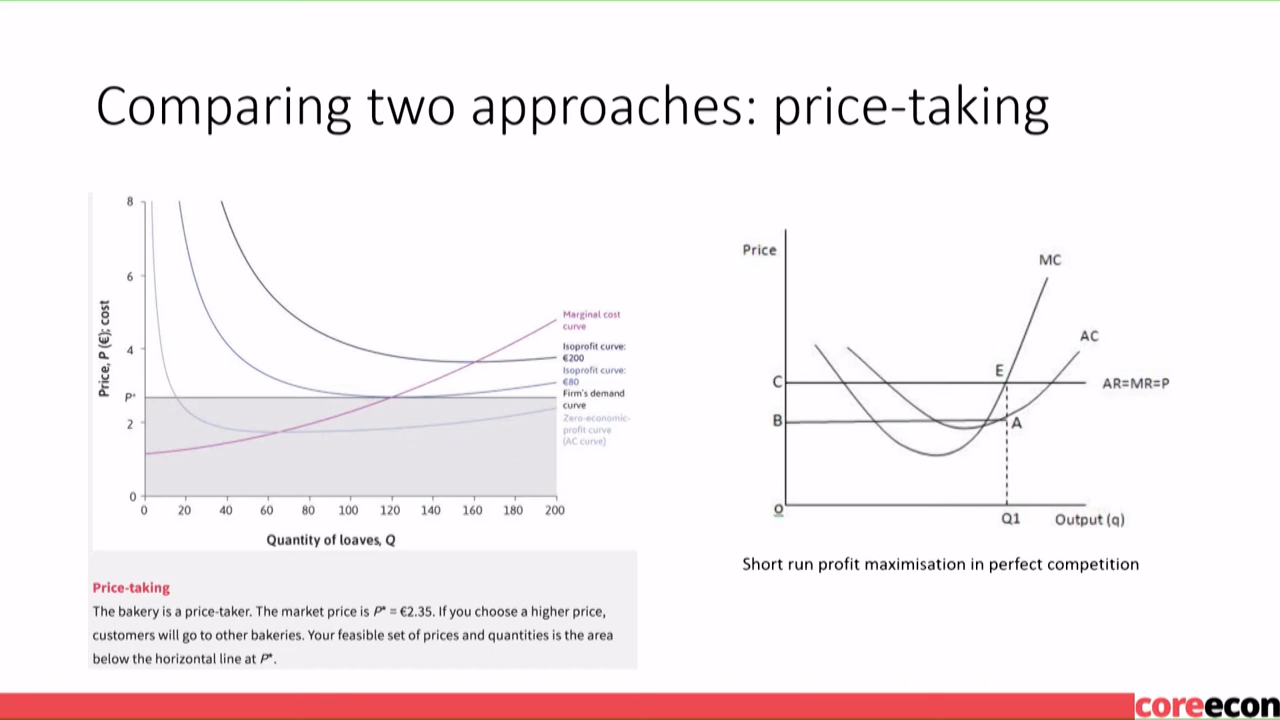 Comparing two approaches: price-taking
8
6
4
P*
2
0
Price, P (€); cost
0 20 40 60 80 100 120 140 160 180 200
Quantity of loaves, Q
Marginal cost
curve
Isoprofit curve:
€200
Isoprofit curve:
€80
Firm's demand
curve
Zero-economic-
profit curve
(AC curve)
Price-taking
The bakery is a price-taker. The market price is P* = €2.35. If you choose a higher price,
customers will go to other bakeries. Your feasible set of prices and quantities is the area
below the horizontal line at P*.
Price
MC
AC
E
C
AR=MR=P
B
A
O
Q1
Output (q)
Short run profit maximisation in perfect competition
coreecon